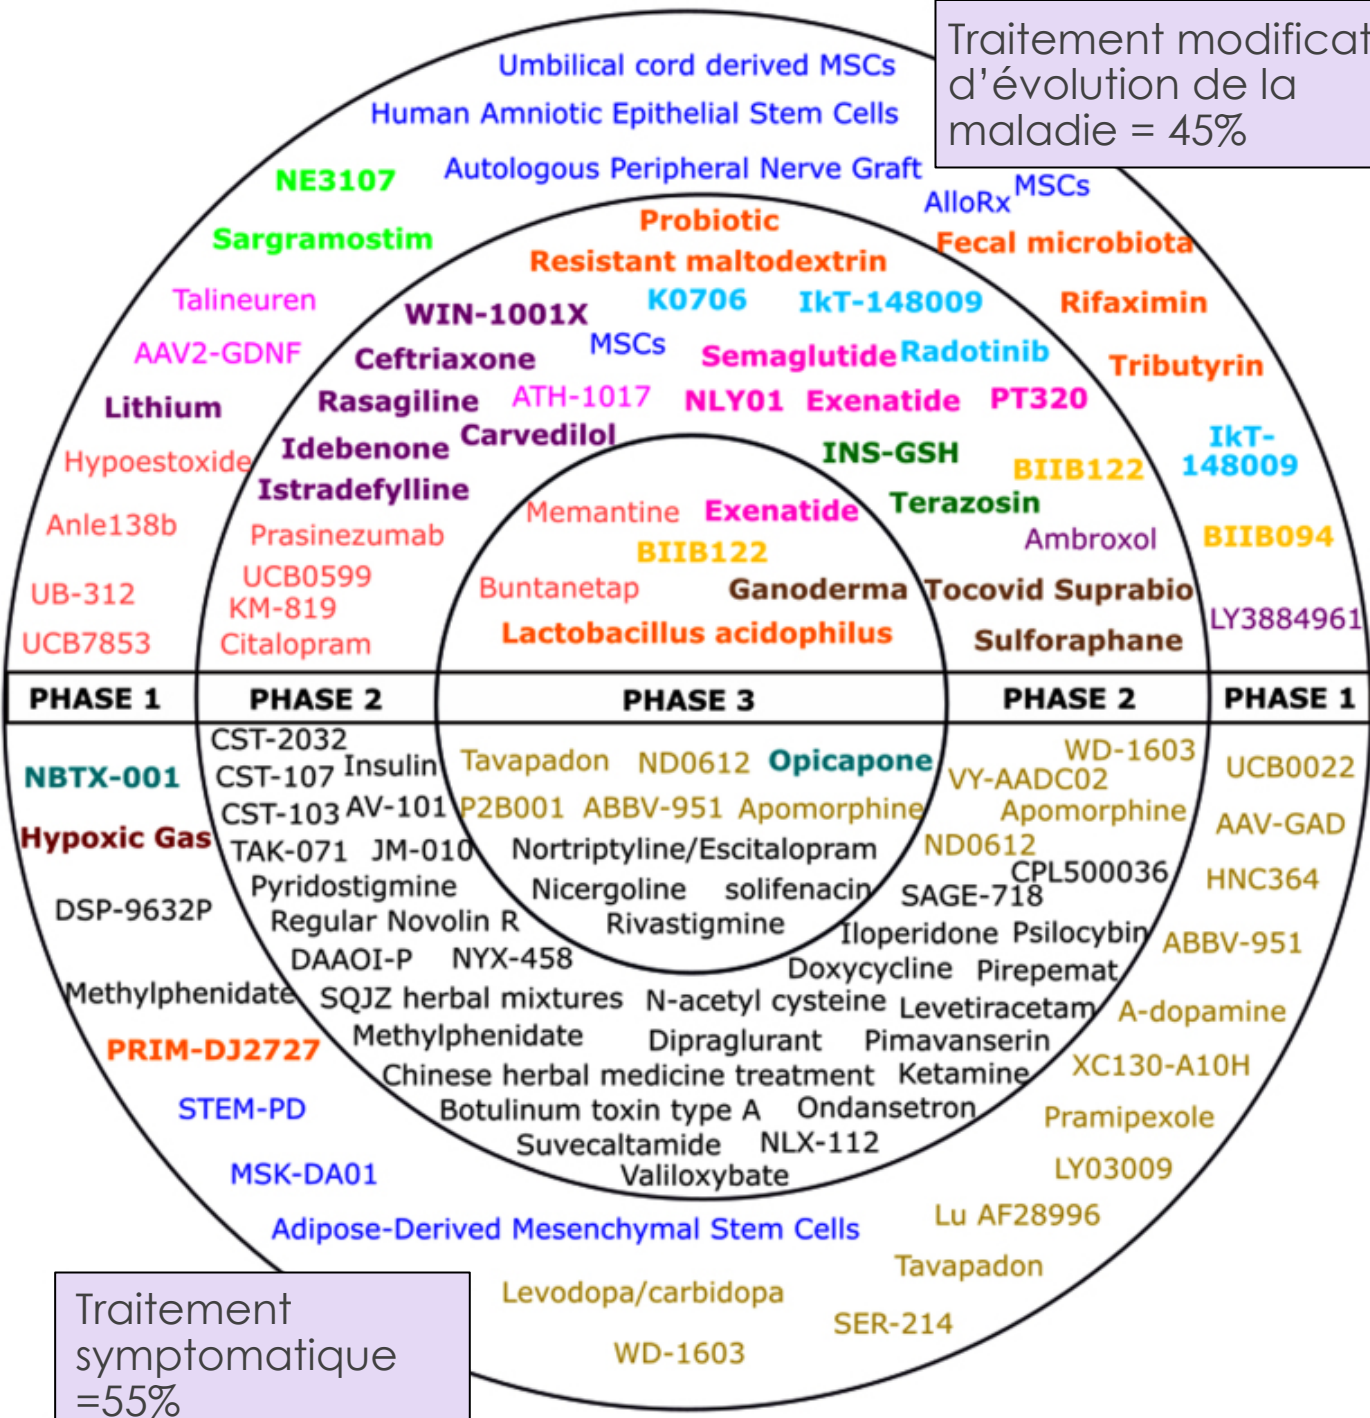 Traitement modificat
d'évolution de la
maladie = 45%
Umbilical cord derived MSCs
Human Amniotic Epithelial Stem Cells
Autologous Peripheral Nerve Graft
NE3107
AlloRx MSCs
Sargramostim
Probiotic
Fecal microbiota
Resistant maltodextrin
Talineuren
WIN-1001X
K0706
IkT-148009
Rifaximin
AAV2-GDNF
Ceftriaxone
MSCs
Semaglutide
Radotinib
Tributyrin
Lithium
Rasagiline
ATH-1017
NLY01
Exenatide
PT320
Hypoestoxide
Idebenone
Carvedilol
INS-GSH
BIIB122
IkT-
148009
Istradefylline
Memantine
Exenatide
Terazosin
Anle138b
Prasinezumab
BIIB122
Ambroxol
BIIB094
UB-312
UCB0599
Buntanetap
Ganoderma
Tocovid Suprabio
KM-819
LY3884961
UCB7853
Citalopram
Lactobacillus acidophilus
Sulforaphane
PHASE 1
PHASE 2
PHASE 3
PHASE 2
PHASE 1
CST-2032
WD-1603
NBTX-001
CST-107
Insulin
Tavapadon
ND0612
Opicapone
VY-AADC02
UCB0022
CST-103
AV-101
P2B001
ABBV-951
Apomorphine
Apomorphine
AAV-GAD
Hypoxic Gas
TAK-071
JM-010
Nortriptyline/Escitalopram
ND0612
CPL500036
HNC364
Pyridostigmine
Nicergoline
solifenacin
SAGE-718
DSP-9632P
Regular Novolin R
Rivastigmine
Iloperidone
Psilocybin
ABBV-951
DAAOI-P
NYX-458
Doxycycline
Pirepemat
Methylphenidate
SQJZ herbal mixtures
N-acetyl cysteine
Levetiracetam
A-dopamine
PRIM-DJ2727
Methylphenidate
Dipraglurant
Pimavanserin
XC130-A10H
Chinese herbal medicine treatment
Ketamine
STEM-PD
Botulinum toxin type A
Ondansetron
Pramipexole
Suvecaltamide
NLX-112
MSK-DA01
Valiloxybate
LY03009
Adipose-Derived Mesenchymal Stem Cells
Lu AF28996
Tavapadon
Levodopa/carbidopa
SER-214
WD-1603
Traitement
symptomatique
=55%